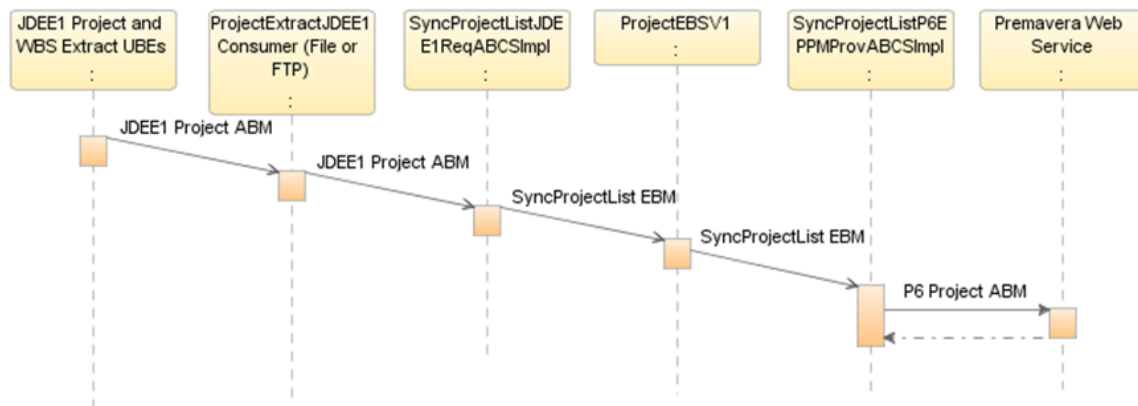 JDEE1 Project and
WBS Extract UBEs
:
ProjectExtractJDEE1
Consumer (File or
FTP)
:
SyncProjectListJDE
E1ReqABCSImpl
:
ProjectEBSV1
:
SyncProjectListP6E
PPMProvABCSImpl
:
Premavera Web
Service
:
JDEE1 Project ABM
JDEE1 Project ABM
SyncProjectList EBM
SyncProjectList EBM
P6 Project ABM